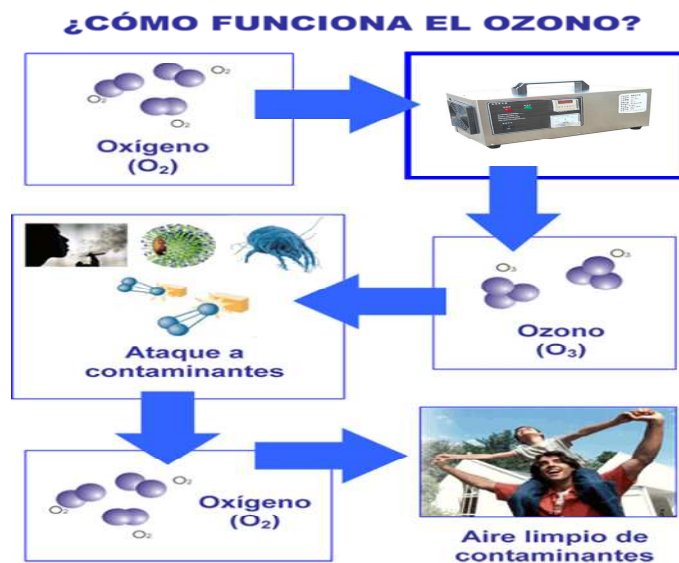 ¿CÓMO FUNCIONA EL OZONO?
O₂
O₂
O₂
Oxígeno
(O₂)
O₃
O₃
Ozono
(O₃)
Ataque a
contaminantes
O₂
O₂
O₂
Oxígeno
(O₂)
Aire limpio de
contaminantes